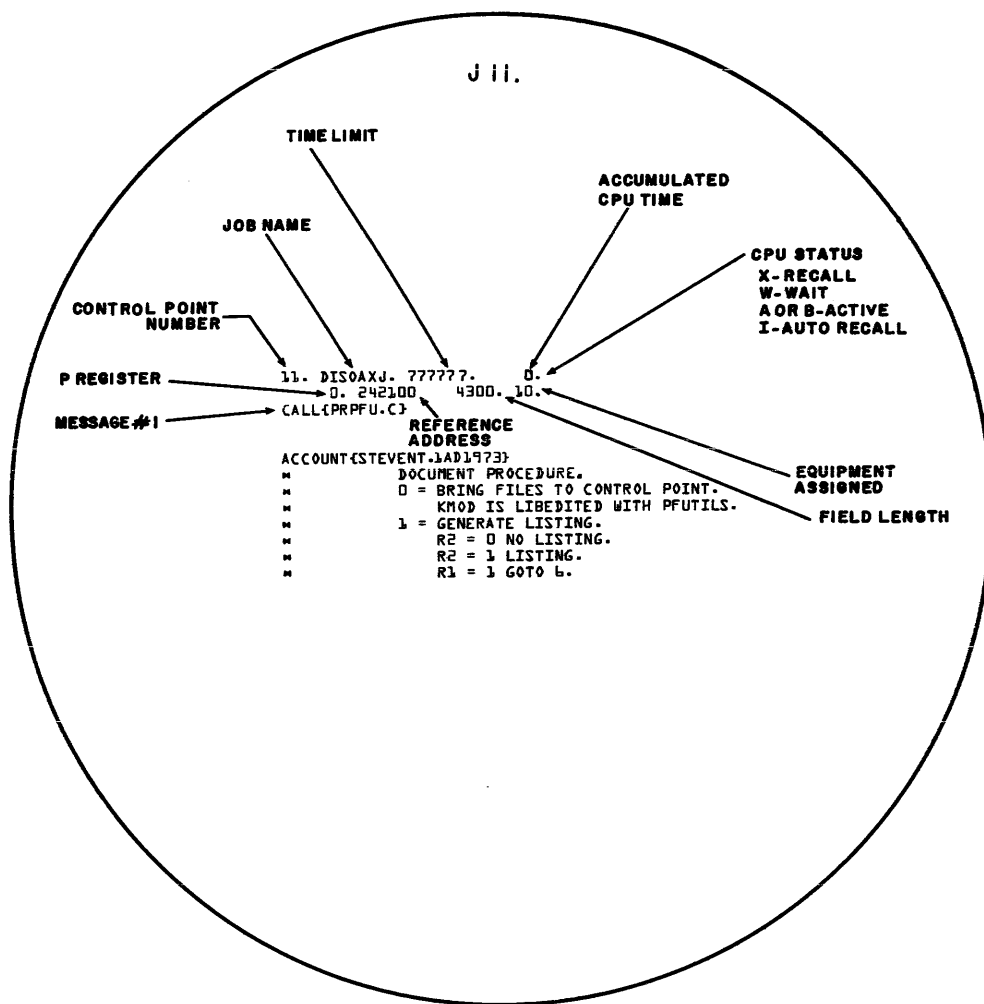 J 11.
TIME LIMIT
ACCUMULATED
CPU TIME
JOB NAME
CPU STATUS
X-RECALL
W-WAIT
A OR B-ACTIVE
I-AUTO RECALL
CONTROL POINT
NUMBER
11. DISOAXJ. 777777. 0.
P REGISTER
0. 242100 4300. 10.
MESSAGE #1
CALL{PRPFU.C}
REFERENCE
ADDRESS
ACCOUNT{STEVENT.1AD1973}
* DOCUMENT PROCEDURE.
* 0 = BRING FILES TO CONTROL POINT.
* KMOD IS LIBEDITED WITH PFUTILS.
* 1 = GENERATE LISTING.
* R2 = 0 NO LISTING.
* R2 = 1 LISTING.
* R1 = 1 GOTO 6.
EQUIPMENT
ASSIGNED
FIELD LENGTH